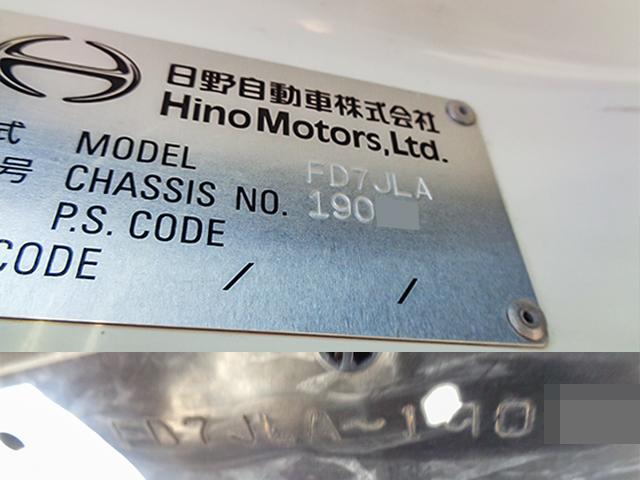 日野自動車株式会社
Hino Motors, Ltd.
式 MODEL FD7JLA
号 CHASSIS NO. 190
P.S. CODE
CODE / /
FD7JLA-190